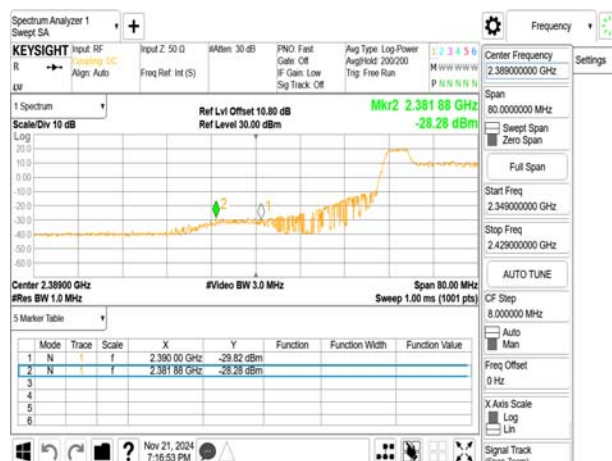 Spectrum Analyzer 1
Swept SA
Frequency
KEYSIGHT
Input: RF
Coupling: DC
Align: Auto
Input Z: 50 Ω
Freq Ref: Int (S)
#Atten: 30 dB
PNO: Fast
Gate: Off
IF Gain: Low
Sig Track: Off
Avg Type: Log-Power
Avg|Hold: 200/200
Trig: Free Run
1 2 3 4 5 6
M W W W W W
P N N N N N
R
1 Spectrum
Scale/Div 10 dB
Log
Ref Lvl Offset 10.80 dB
Ref Level 30.00 dBm
Mkr2 2.381 88 GHz
-28.28 dBm
20.0
10.0
0.00
-10.0
-20.0
-30.0
-40.0
-50.0
-60.0
2
1
Center 2.38900 GHz
#Res BW 1.0 MHz
#Video BW 3.0 MHz
Span 80.00 MHz
Sweep 1.00 ms (1001 pts)
5 Marker Table
Mode Trace Scale X Y Function Function Width Function Value
1 N 1 f 2.390 00 GHz -29.82 dBm
2 N 1 f 2.381 88 GHz -28.28 dBm
3
4
5
6
Nov 21, 2024
7:16:53 PM
Center Frequency
2.389000000 GHz
Settings
Span
80.0000000 MHz
Swept Span
Zero Span
Full Span
Start Freq
2.349000000 GHz
Stop Freq
2.429000000 GHz
AUTO TUNE
CF Step
8.000000 MHz
Auto
Man
Freq Offset
0 Hz
X Axis Scale
Log
Lin
Signal Track